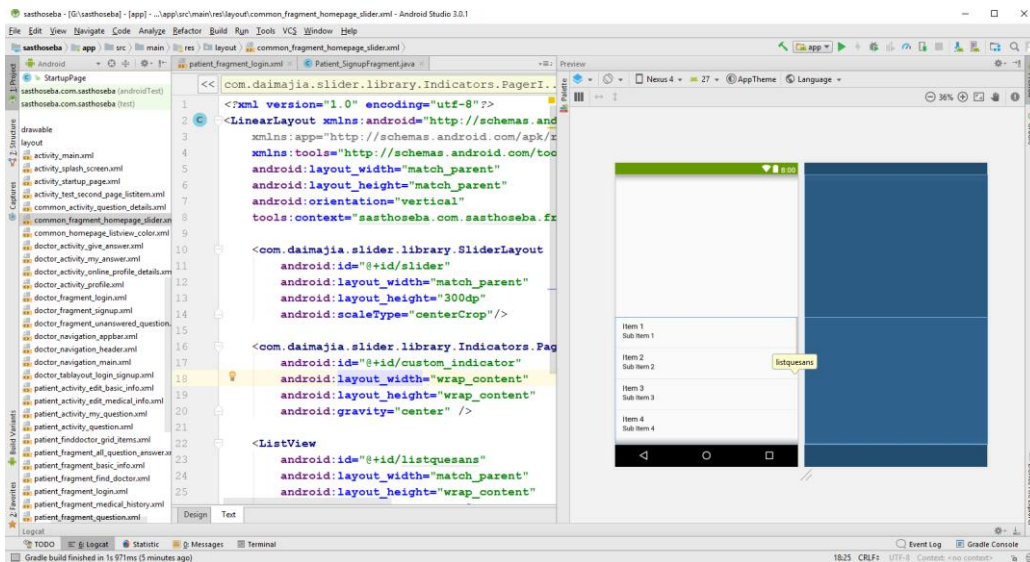 sasthoseba - [G:\sasthoseba] - [app] - ...\app\src\main\res\layout\common_fragment_homepage_slider.xml - Android Studio 3.0.1
File Edit View Navigate Code Analyze Refactor Build Run Tools VCS Window Help
sasthoseba app src main res layout common_fragment_homepage_slider.xml
app
Android
patient_fragment_login.xml
Patient_SignupFragment.java
Preview
1: Project
StartupPage
sasthoseba.com.sasthoseba (androidTest)
sasthoseba.com.sasthoseba (test)
drawable
layout
activity_main.xml
activity_splash_screen.xml
activity_startup_page.xml
activity_test_second_page_listitem.xml
common_activity_question_details.xml
common_fragment_homepage_slider.xm
common_homepage_listview_color.xml
doctor_activity_give_answer.xml
doctor_activity_my_answer.xml
doctor_activity_online_profile_details.xm
doctor_activity_profile.xml
doctor_fragment_login.xml
doctor_fragment_signup.xml
doctor_fragment_unanswered_question.
doctor_navigation_appbar.xml
doctor_navigation_header.xml
doctor_navigation_main.xml
doctor_tablayout_login_signup.xml
patient_activity_edit_basic_info.xml
patient_activity_edit_medical_info.xml
patient_activity_my_question.xml
patient_activity_question.xml
patient_finddoctor_grid_items.xml
patient_fragment_all_question_answer.x
patient_fragment_basic_info.xml
patient_fragment_find_doctor.xml
patient_fragment_login.xml
patient_fragment_medical_history.xml
patient_fragment_question.xml
Z: Structure
Captures
Build Variants
2: Favorites
<< com.daimajia.slider.library.Indicators.PagerI..
1 <?xml version="1.0" encoding="utf-8"?>
2 <LinearLayout xmlns:android="http://schemas.and
3 xmlns:app="http://schemas.android.com/apk/r
4 xmlns:tools="http://schemas.android.com/too
5 android:layout_width="match_parent"
6 android:layout_height="match_parent"
7 android:orientation="vertical"
8 tools:context="sasthoseba.com.sasthoseba.fr
9
10 <com.daimajia.slider.library.SliderLayout
11 android:id="@+id/slider"
12 android:layout_width="match_parent"
13 android:layout_height="300dp"
14 android:scaleType="centerCrop"/>
15
16 <com.daimajia.slider.library.Indicators.Pag
17 android:id="@+id/custom_indicator"
18 android:layout_width="wrap_content"
19 android:layout_height="wrap_content"
20 android:gravity="center" />
21
22 <ListView
23 android:id="@+id/listquesans"
24 android:layout_width="match_parent"
25 android:layout_height="wrap_content"
Design Text
Palette
Nexus 4 27 AppTheme Language
36%
8:00
Item 1
Sub Item 1
Item 2
Sub Item 2
Item 3
Sub Item 3
Item 4
Sub Item 4
listquesans
Logcat
TODO 6: Logcat Statistic 0: Messages Terminal
Event Log Gradle Console
Gradle build finished in 1s 971ms (5 minutes ago)
18:25 CRLF UTF-8 Context: <no context>